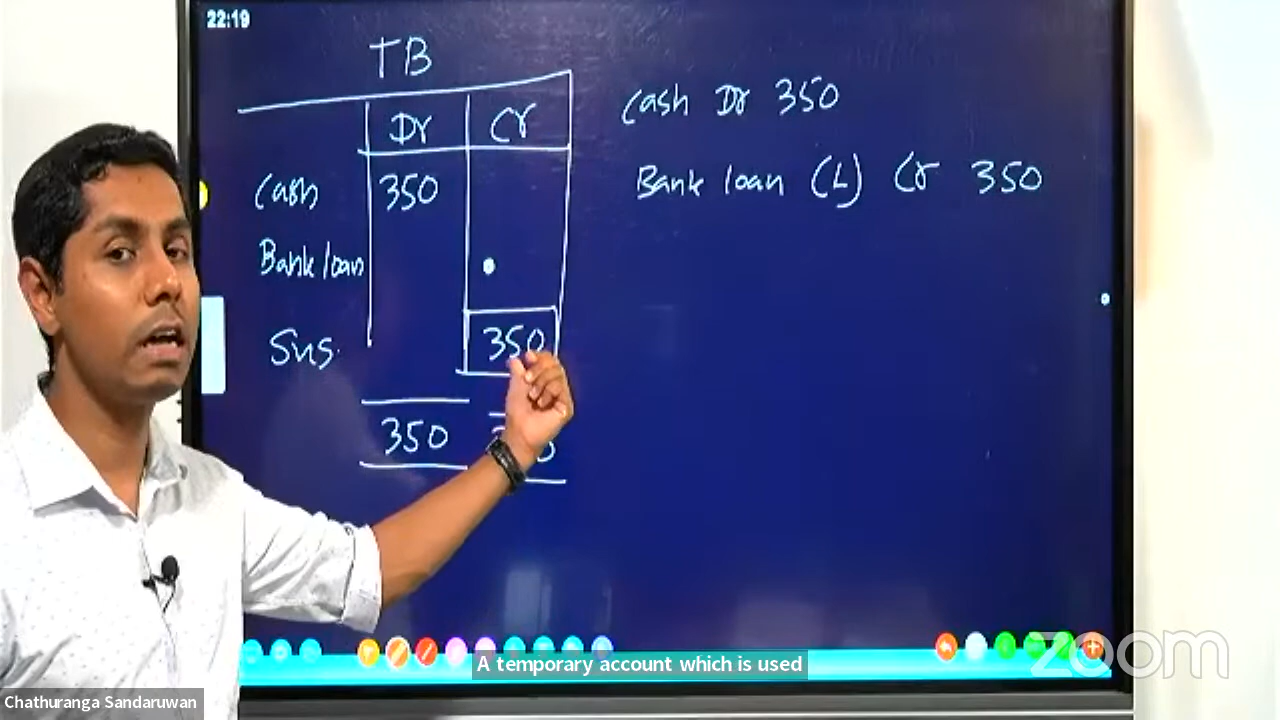 22:19
TB
Dr Cr
Cash 350
Bank loan
Sus. 350
350
Cash Dr 350
Bank loan (L) Cr 350
zoom
A temporary account which is used
Chathuranga Sandaruwan